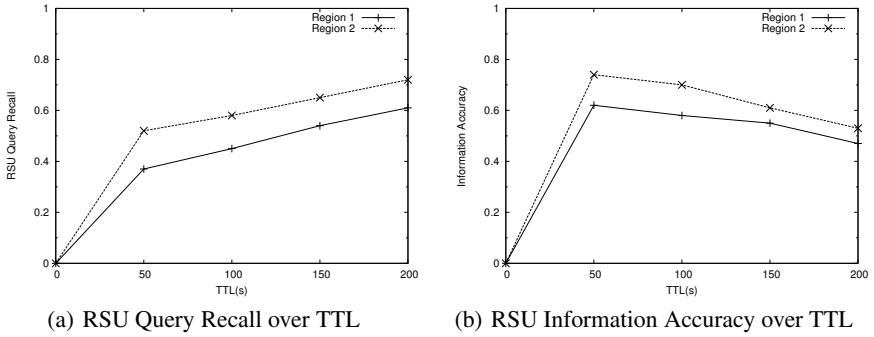 Region 1
Region 2
1
0.8
0.6
0.4
0.2
0
RSU Query Recall
0 50 100 150 200
TTL(s)
(a) RSU Query Recall over TTL
Region 1
Region 2
1
0.8
0.6
0.4
0.2
0
Information Accuracy
0 50 100 150 200
TTL(s)
(b) RSU Information Accuracy over TTL